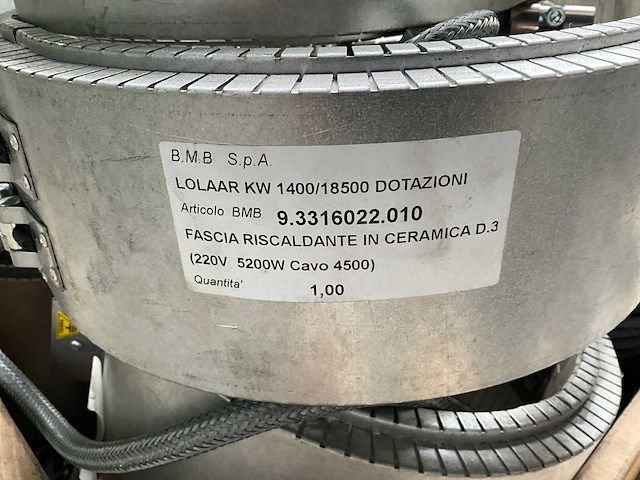 B.M.B S.p.A.
LOLAAR KW 1400/18500 DOTAZIONI
Articolo BMB 9.3316022.010
FASCIA RISCALDANTE IN CERAMICA D.3
(220V 5200W Cavo 4500)
Quantita' 1,00